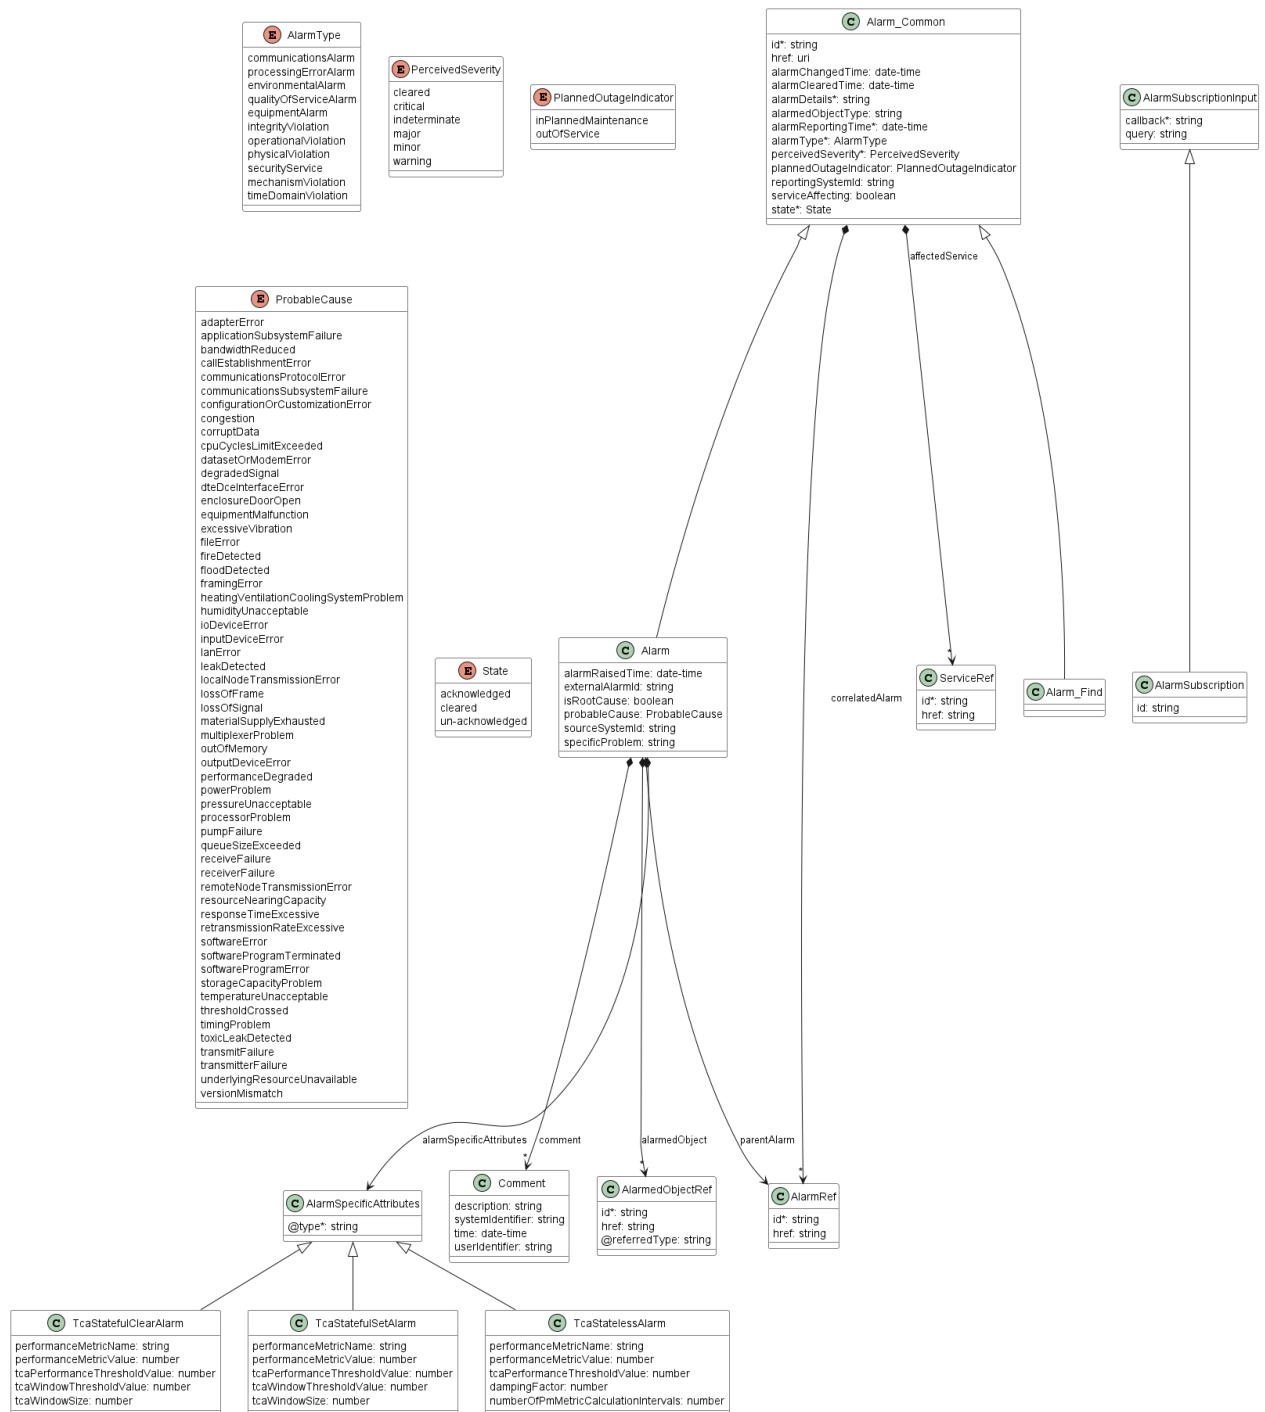 E AlarmType
communicationsAlarm
processingErrorAlarm
environmentalAlarm
qualityOfServiceAlarm
equipmentAlarm
integrityViolation
operationalViolation
physicalViolation
securityService
mechanismViolation
timeDomainViolation
E PerceivedSeverity
cleared
critical
indeterminate
major
minor
warning
E PlannedOutageIndicator
inPlannedMaintenance
outOfService
C Alarm_Common
id*: string
href: uri
alarmChangedTime: date-time
alarmClearedTime: date-time
alarmDetails*: string
alarmedObjectType: string
alarmReportingTime*: date-time
alarmType*: AlarmType
perceivedSeverity*: PerceivedSeverity
plannedOutageIndicator: PlannedOutageIndicator
reportingSystemId: string
serviceAffecting: boolean
state*: State
C AlarmSubscriptionInput
callback*: string
query: string
affectedService
E ProbableCause
adapterError
applicationSubsystemFailure
bandwidthReduced
callEstablishmentError
communicationsProtocolError
communicationsSubsystemFailure
configurationOrCustomizationError
congestion
corruptData
cpuCyclesLimitExceeded
datasetOrModemError
degradedSignal
dteDceInterfaceError
enclosureDoorOpen
equipmentMalfunction
excessiveVibration
fileError
fireDetected
floodDetected
framingError
heatingVentilationCoolingSystemProblem
humidityUnacceptable
ioDeviceError
inputDeviceError
lanError
leakDetected
localNodeTransmissionError
lossOfFrame
lossOfSignal
materialSupplyExhausted
multiplexerProblem
outOfMemory
outputDeviceError
performanceDegraded
powerProblem
pressureUnacceptable
processorProblem
pumpFailure
queueSizeExceeded
receiveFailure
receiverFailure
remoteNodeTransmissionError
resourceNearingCapacity
responseTimeExcessive
retransmissionRateExcessive
softwareError
softwareProgramTerminated
softwareProgramError
storageCapacityProblem
temperatureUnacceptable
thresholdCrossed
timingProblem
toxicLeakDetected
transmitFailure
transmitterFailure
underlyingResourceUnavailable
versionMismatch
E State
acknowledged
cleared
un-acknowledged
C Alarm
alarmRaisedTime: date-time
externalAlarmId: string
isRootCause: boolean
probableCause: ProbableCause
sourceSystemId: string
specificProblem: string
correlatedAlarm
*
C ServiceRef
id*: string
href: string
C Alarm_Find
C AlarmSubscription
id: string
alarmSpecificAttributes
comment
alarmedObject
parentAlarm
*
*
*
C AlarmSpecificAttributes
@type*: string
C Comment
description: string
systemIdentifier: string
time: date-time
userIdentifier: string
C AlarmedObjectRef
id*: string
href: string
@referredType: string
C AlarmRef
id*: string
href: string
C TcaStatefulClearAlarm
performanceMetricName: string
performanceMetricValue: number
tcaPerformanceThresholdValue: number
tcaWindowThresholdValue: number
tcaWindowSize: number
C TcaStatefulSetAlarm
performanceMetricName: string
performanceMetricValue: number
tcaPerformanceThresholdValue: number
tcaWindowThresholdValue: number
tcaWindowSize: number
C TcaStatelessAlarm
performanceMetricName: string
performanceMetricValue: number
tcaPerformanceThresholdValue: number
dampingFactor: number
numberOfPmMetricCalculationIntervals: number